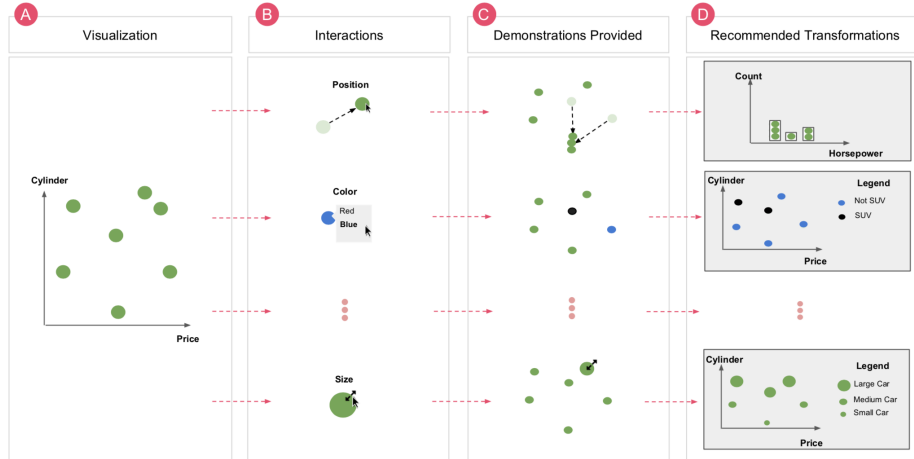 A
B
C
D
Visualization
Interactions
Demonstrations Provided
Recommended Transformations
Cylinder
Price
Position
Color
Red
Blue
Size
Count
Horsepower
Cylinder
Legend
Not SUV
SUV
Price
Cylinder
Legend
Large Car
Medium Car
Small Car
Price